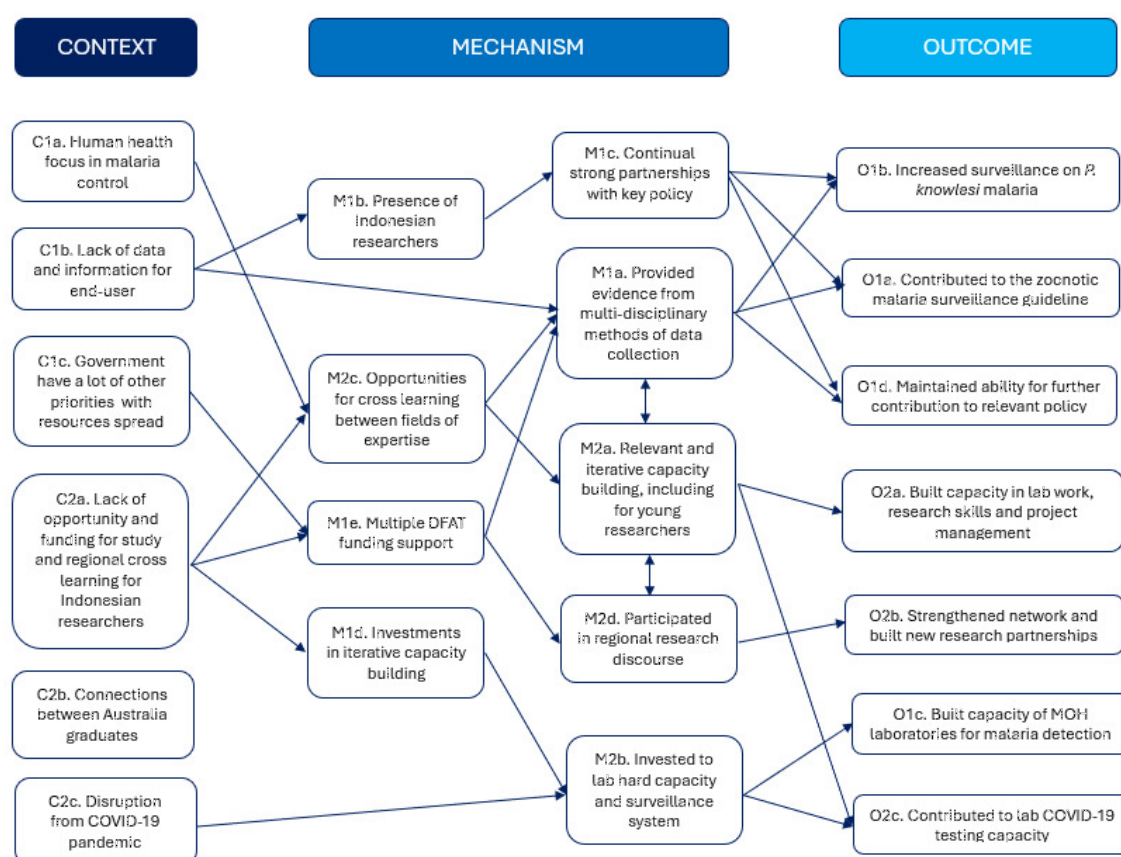 CONTEXT
MECHANISM
OUTCOME
C1a. Human health
focus in malaria
control
C1b. Lack of data
and information for
end-user
C1c. Government
have a lot of other
priorities with
resources spread
C2a. Lack of
opportunity and
funding for study
and regional cross
learning for
Indonesian
researchers
C2b. Connections
between Australia
graduates
C2c. Disruption
from COVID-19
pandemic
M1b. Presence of
Indonesian
researchers
M2c. Opportunities
for cross learning
between fields of
expertise
M1e. Multiple DFAT
funding support
M1d. Investments
in iterative capacity
building
M1c. Continual
strong partnerships
with key policy
M1a. Provided
evidence from
multi-disciplinary
methods of data
collection
M2a. Relevant and
iterative capacity
building, including
for young
researchers
M2d. Participated
in regional research
discourse
M2b. Invested to
lab hard capacity
and surveillance
system
O1b. Increased surveillance on P.
knowlesi malaria
O1a. Contributed to the zoonotic
malaria surveillance guideline
O1d. Maintained ability for further
contribution to relevant policy
O2a. Built capacity in lab work,
research skills and project
management
O2b. Strengthened network and
built new research partnerships
O1c. Built capacity of MOH
laboratories for malaria detection
O2c. Contributed to lab COVID-19
testing capacity